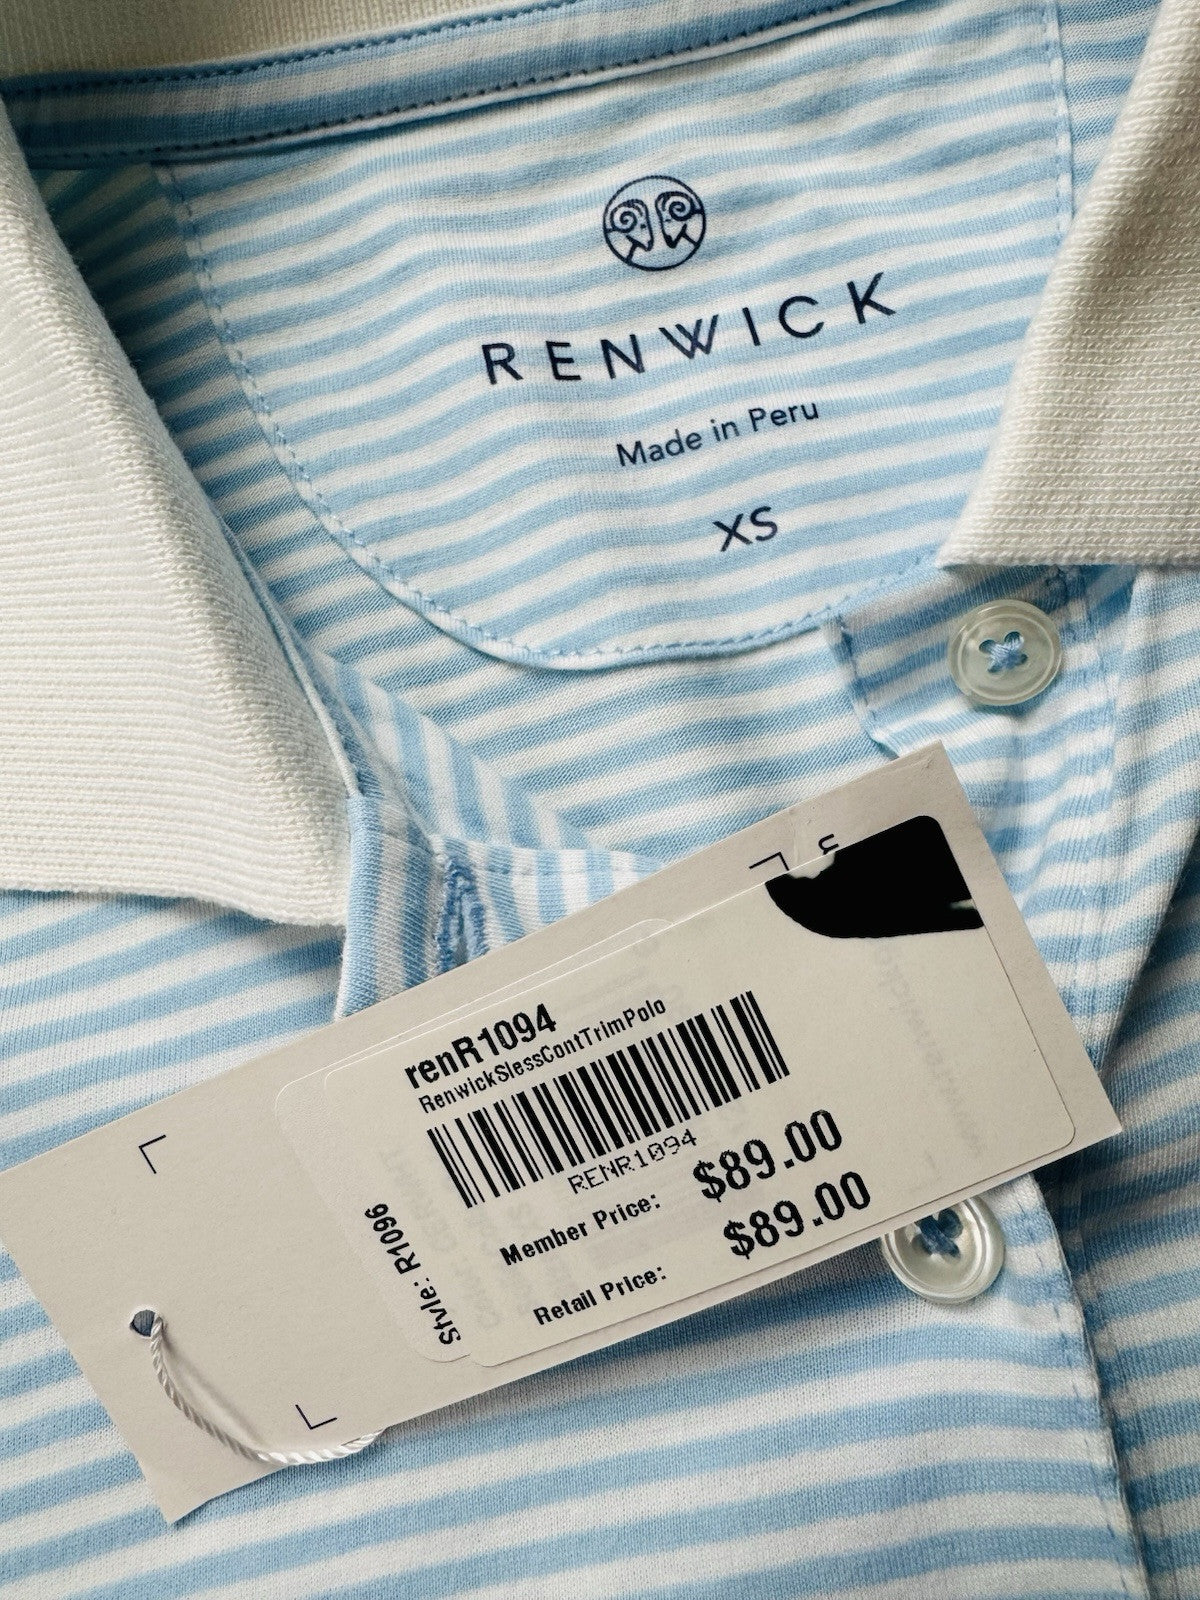 RENWICK
Made in Peru
XS
renR1094
RenwickSlessContTrimPolo
RENR1094
Member Price: $89.00
Retail Price: $89.00
Style: R1096